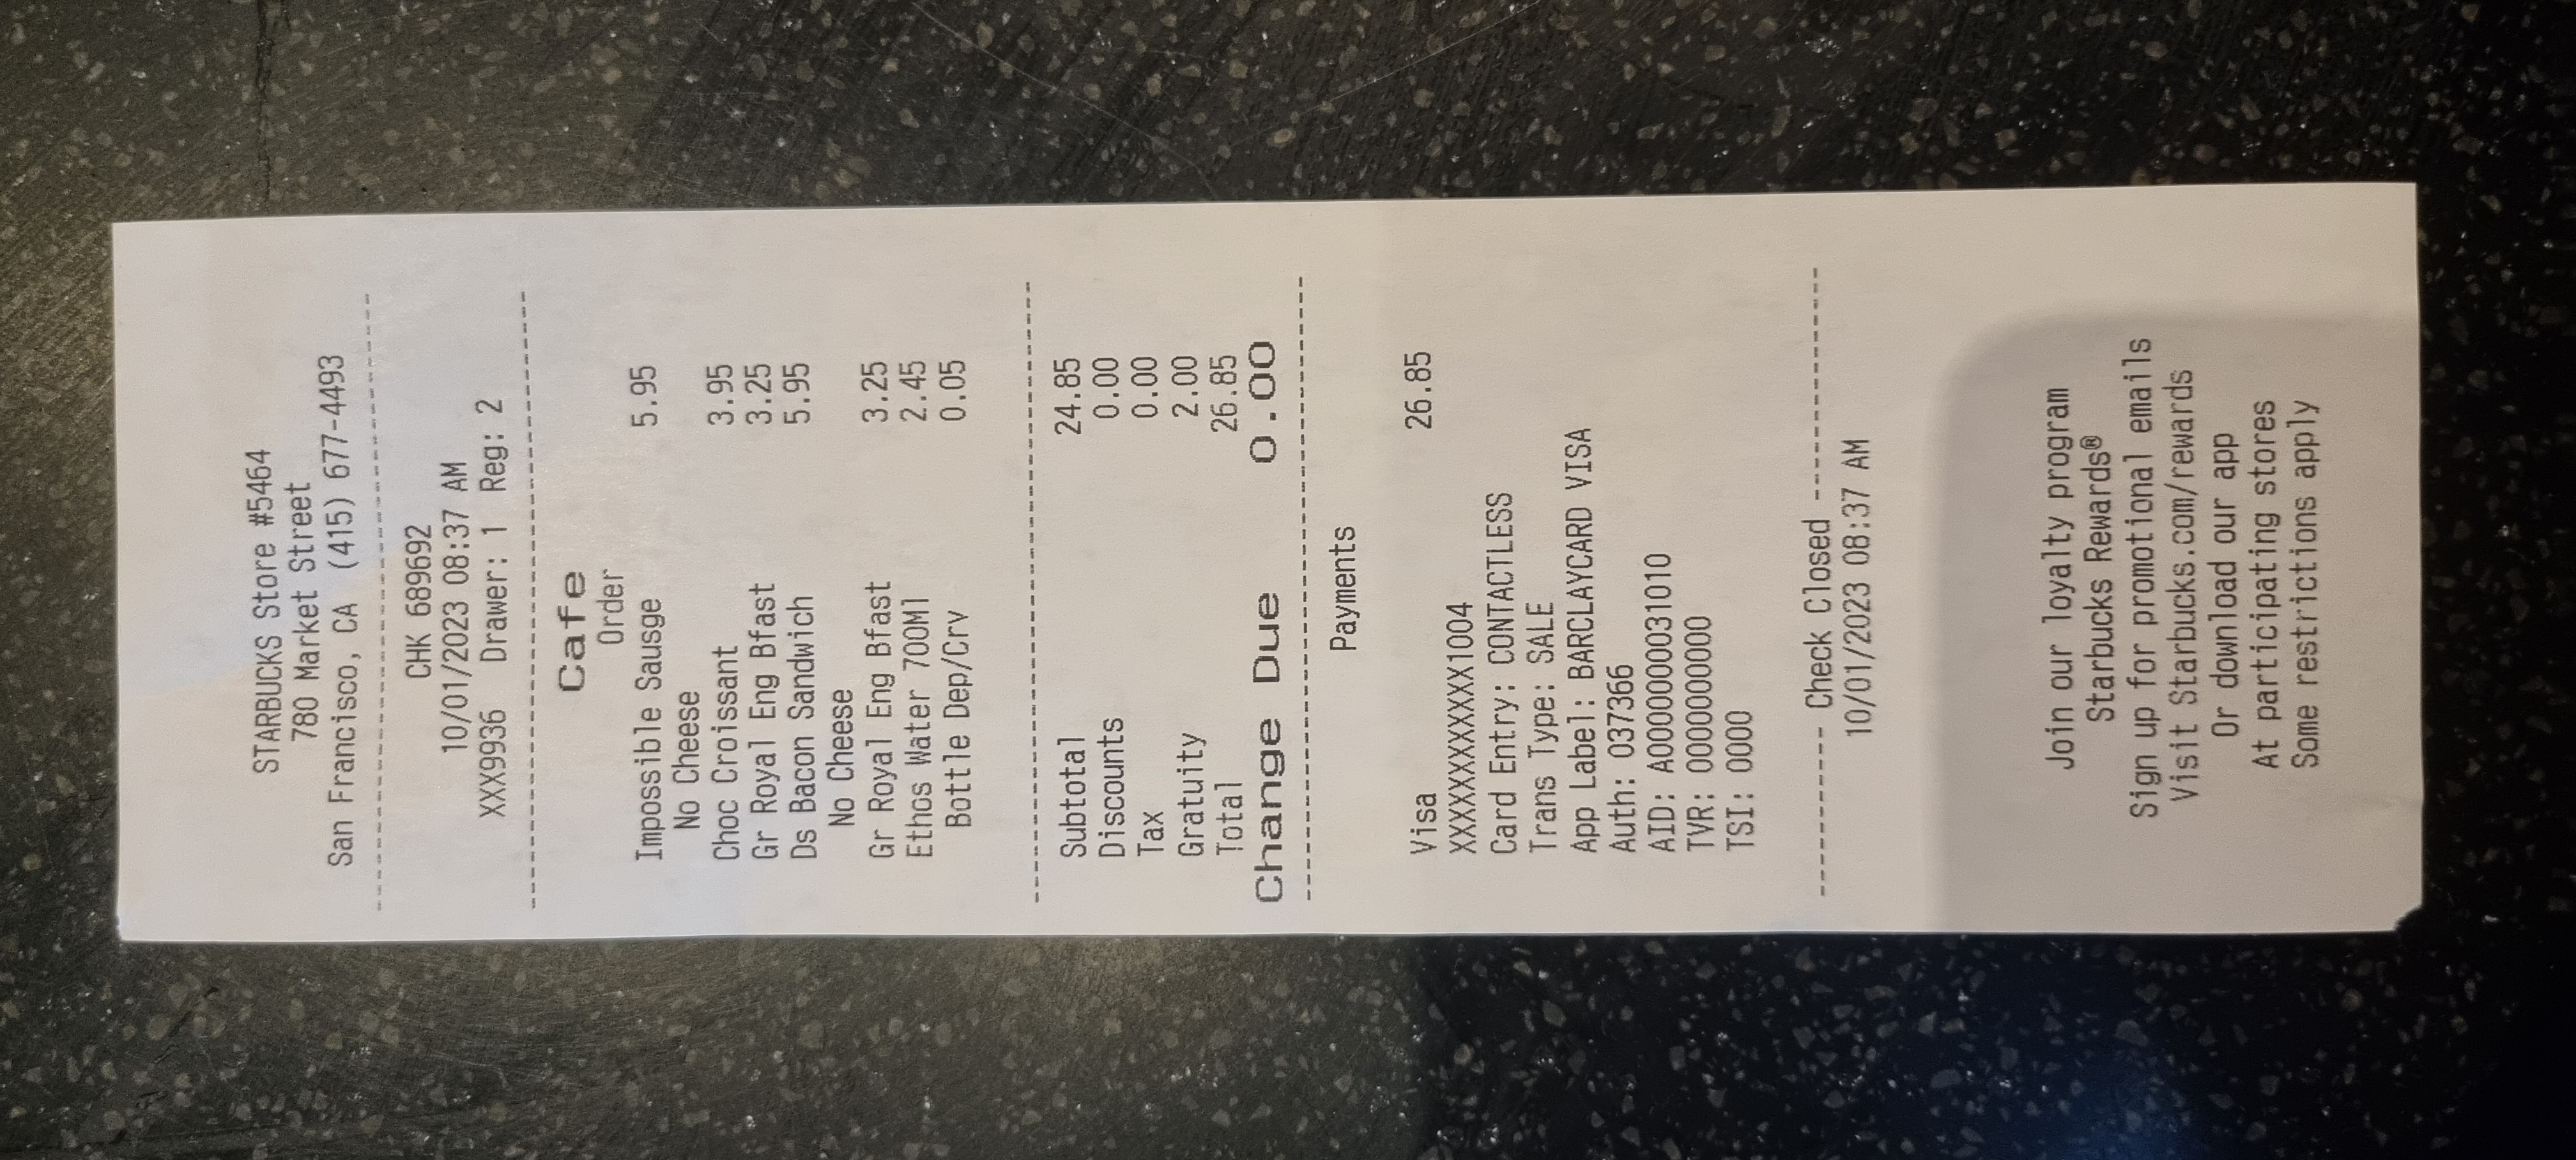 STARBUCKS Store #5464
780 Market Street
San Francisco, CA (415) 677-4493
--------------------------------
CHK 689692
10/01/2023 08:37 AM
XXX9936 Drawer: 1 Reg: 2
--------------------------------
Cafe
Order
Impossible Sausge 5.95
No Cheese
Choc Croissant 3.95
Gr Royal Eng Bfast 3.25
Ds Bacon Sandwich 5.95
No Cheese
Gr Royal Eng Bfast 3.25
Ethos Water 700Ml 2.45
Bottle Dep/Crv 0.05
--------------------------------
Subtotal 24.85
Discounts 0.00
Tax 0.00
Gratuity 2.00
Total 26.85
Change Due 0.00
--------------------------------
Payments
Visa 26.85
XXXXXXXXXXXX1004
Card Entry: CONTACTLESS
Trans Type: SALE
App Label: BARCLAYCARD VISA
Auth: 037366
AID: A0000000031010
TVR: 0000000000
TSI: 0000
---------- Check Closed ----------
10/01/2023 08:37 AM
Join our loyalty program
Starbucks Rewards®
Sign up for promotional emails
Visit Starbucks.com/rewards
Or download our app
At participating stores
Some restrictions apply